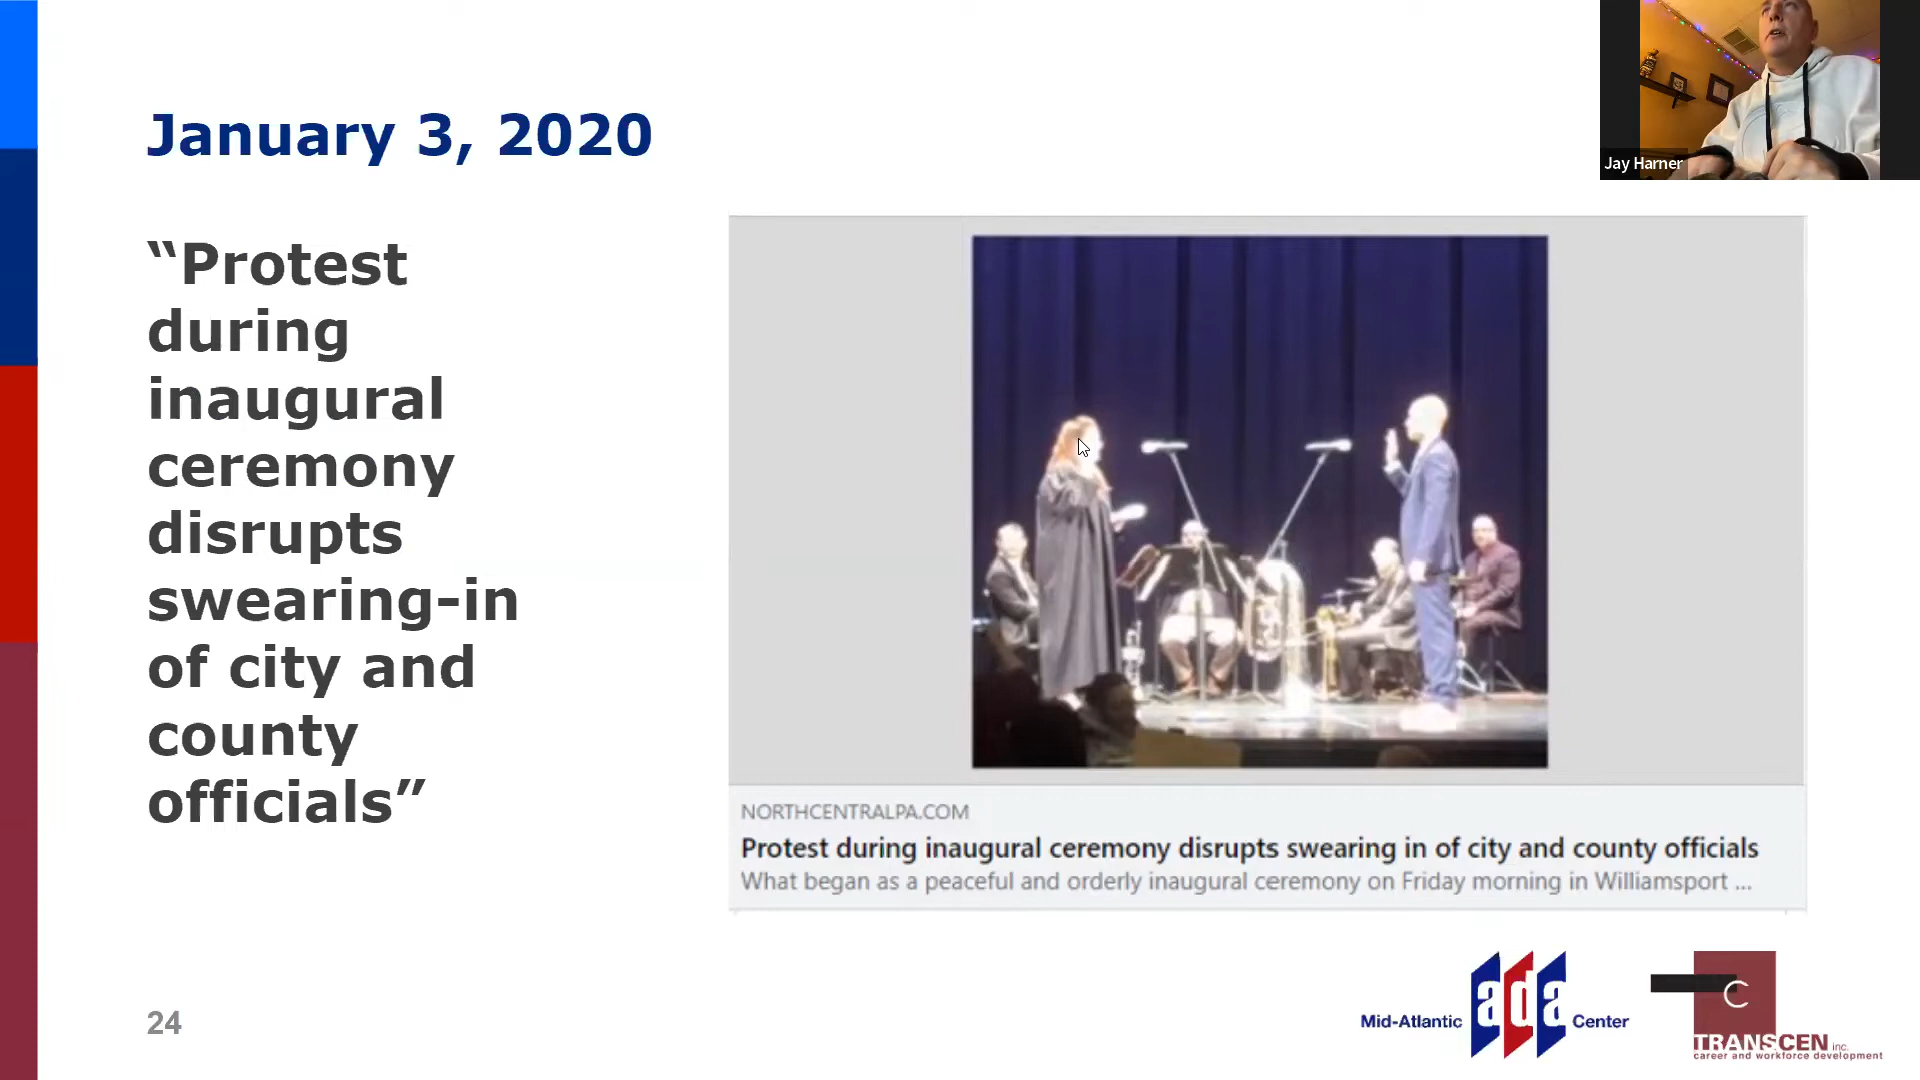 January 3, 2020
Jay Harner
“Protest
during
inaugural
ceremony
disrupts
swearing-in
of city and
county
officials”
NORTHCENTRALPA.COM
Protest during inaugural ceremony disrupts swearing in of city and county officials
What began as a peaceful and orderly inaugural ceremony on Friday morning in Williamsport ...
24
Mid-Atlantic ada Center
C
TRANSCEN inc.
career and workforce development